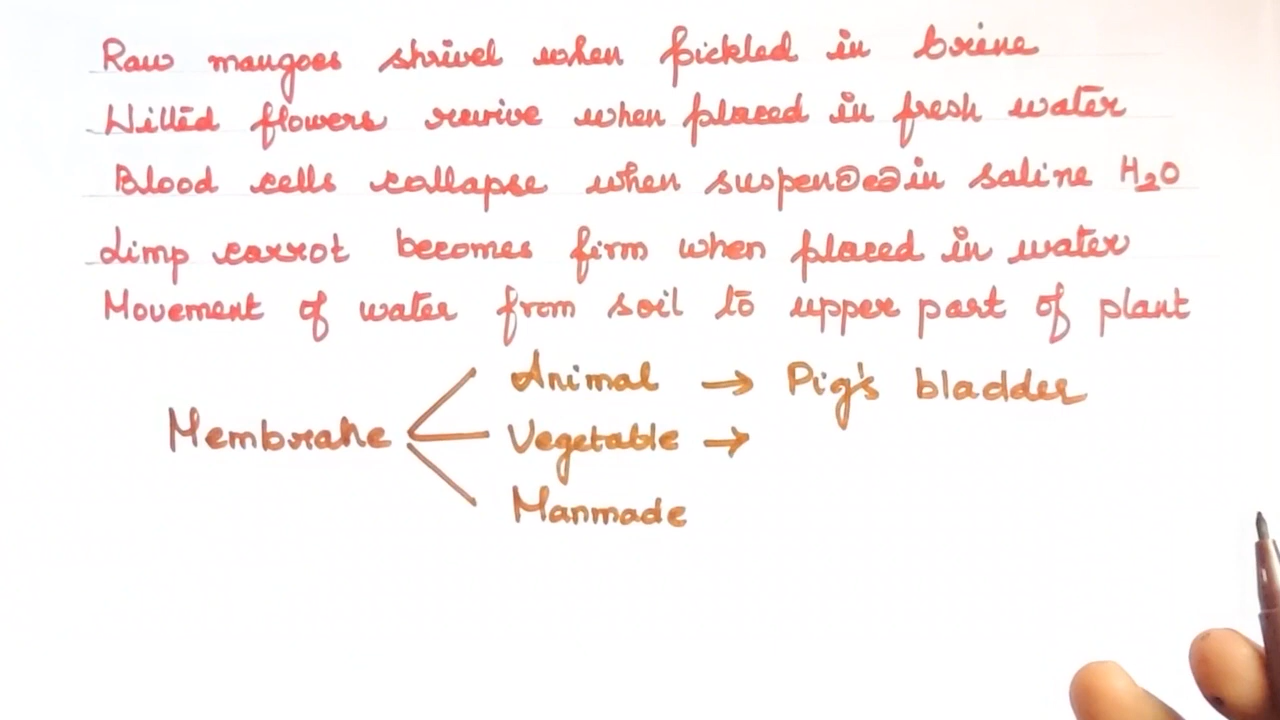 Raw mangoes shrivel when pickled in brine
Wilted flowers revive when placed in fresh water
Blood cells collapse when suspended in saline H₂O
Limp carrot becomes firm when placed in water
Movement of water from soil to upper part of plant
Animal → Pig's bladder
Membrane Vegetable →
Manmade